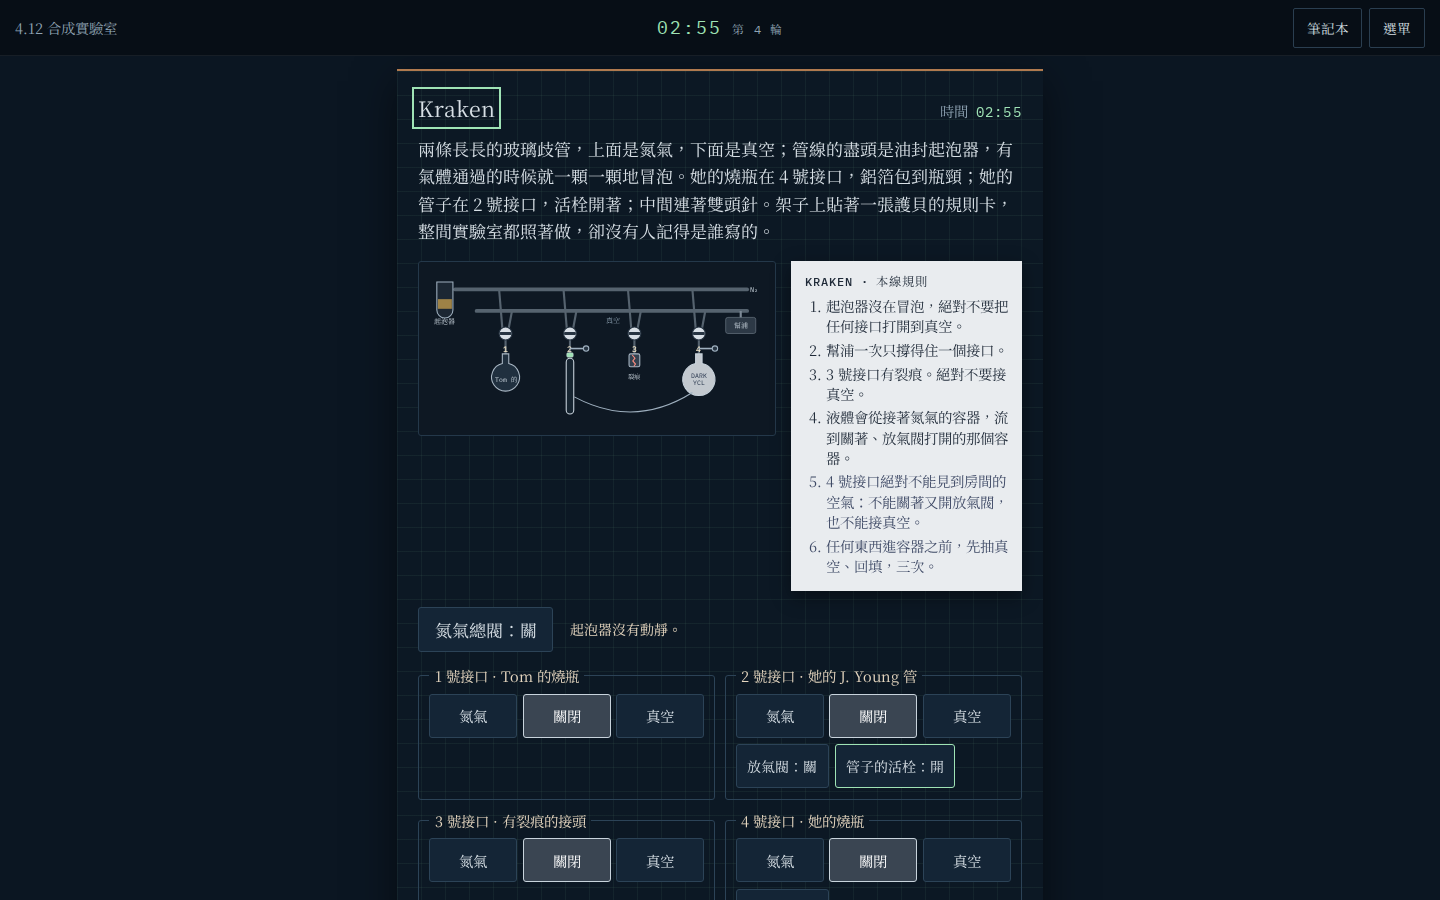 4.12 合成實驗室
02:55 第 4 輪
筆記本
選單
Kraken
時間 02:55
兩條長長的玻璃歧管，上面是氮氣，下面是真空；管線的盡頭是油封起泡器，有
氣體通過的時候就一顆一顆地冒泡。她的燒瓶在 4 號接口，鋁箔包到瓶頸；她的
管子在 2 號接口，活栓開著；中間連著雙頭針。架子上貼著一張護貝的規則卡，
整間實驗室都照著做，卻沒有人記得是誰寫的。
N₂
起泡器
真空
幫浦
1
2
3
4
Tom 的
裂痕
DARK
YCL
KRAKEN · 本線規則
1. 起泡器沒在冒泡，絕對不要把
任何接口打開到真空。
2. 幫浦一次只撐得住一個接口。
3. 3 號接口有裂痕。絕對不要接
真空。
4. 液體會從接著氮氣的容器，流
到關著、放氣閥打開的那個容
器。
5. 4 號接口絕對不能見到房間的
空氣：不能關著又開放氣閥，
也不能接真空。
6. 任何東西進容器之前，先抽真
空、回填，三次。
氮氣總閥：關
起泡器沒有動靜。
1 號接口 · Tom 的燒瓶
氮氣
關閉
真空
2 號接口 · 她的 J. Young 管
氮氣
關閉
真空
放氣閥：關
管子的活栓：開
3 號接口 · 有裂痕的接頭
氮氣
關閉
真空
4 號接口 · 她的燒瓶
氮氣
關閉
真空